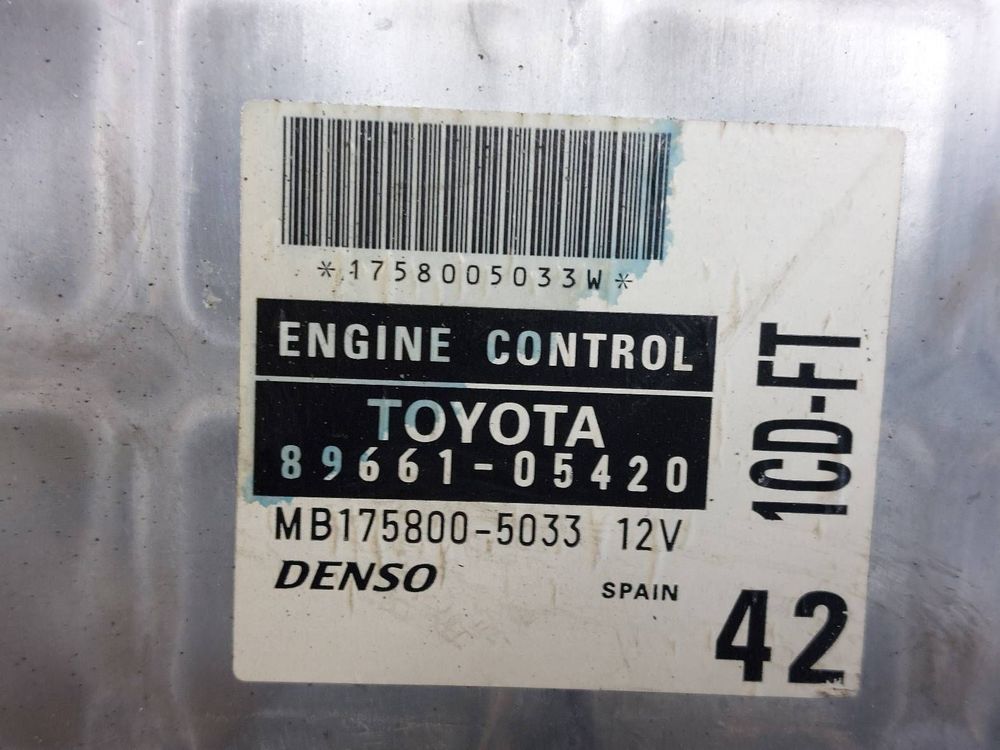 *1758005033W*
ENGINE CONTROL
TOYOTA
89661-05420
MB175800-5033 12V
DENSO SPAIN
1CD-FT
42